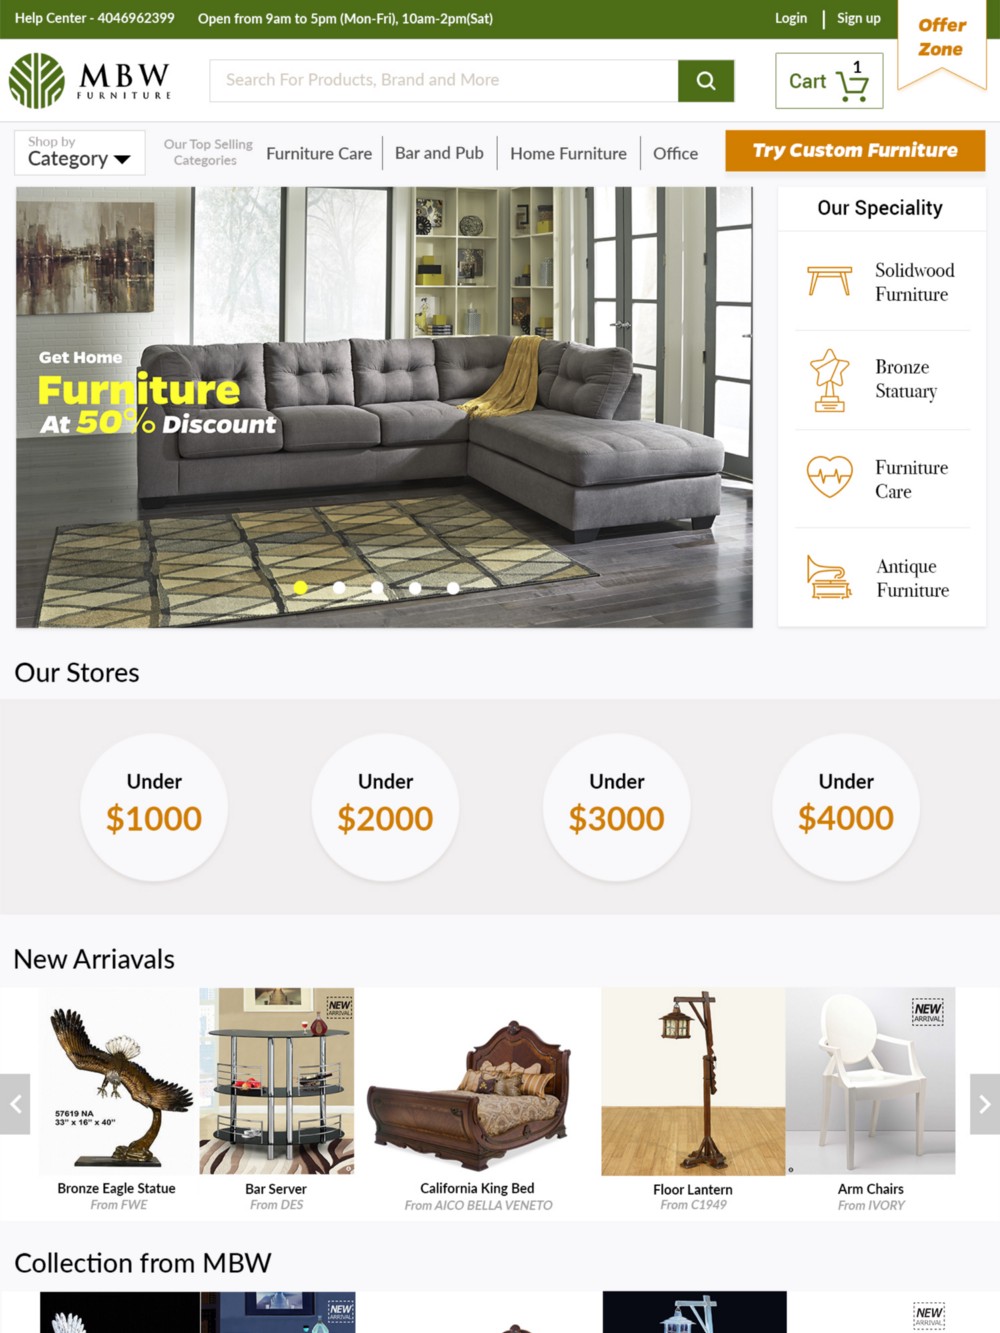 Help Center - 4046962399
Open from 9am to 5pm (Mon-Fri), 10am-2pm(Sat)
Login
Sign up
Offer
Zone
MBW
FURNITURE
Search For Products, Brand and More
Cart
1
Shop by
Category
Our Top Selling
Categories
Furniture Care
Bar and Pub
Home Furniture
Office
Try Custom Furniture
Get Home
Furniture
At 50% Discount
Our Speciality
Solidwood
Furniture
Bronze
Statuary
Furniture
Care
Antique
Furniture
Our Stores
Under
$1000
Under
$2000
Under
$3000
Under
$4000
New Arriavals
57619 NA
33" x 16" x 40"
NEW
ARRIVAL
NEW
ARRIVAL
Bronze Eagle Statue
From FWE
Bar Server
From DES
California King Bed
From AICO BELLA VENETO
Floor Lantern
From C1949
Arm Chairs
From IVORY
Collection from MBW
NEW
ARRIVAL
NEW
ARRIVAL